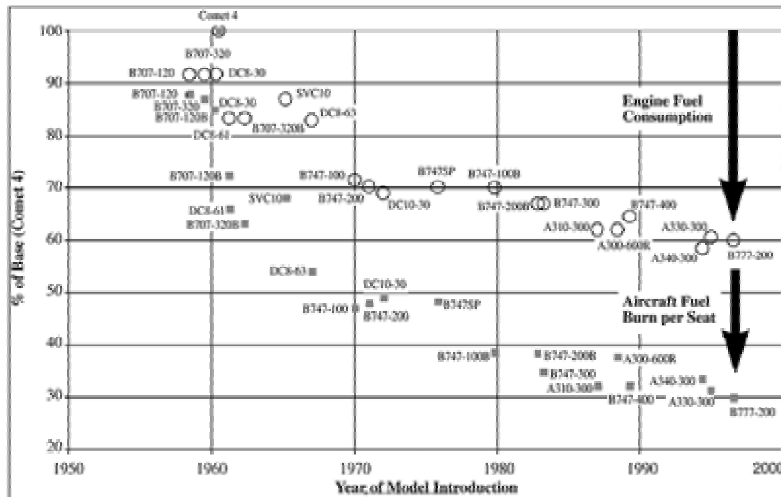 Comet 4
100
B707-320
B707-120
DC8-30
90
B707-120
DC8-30
SVC10
B707-320
B707-120B
DC8-63
80
DC8-61
B707-320B
Engine Fuel
Consumption
B707-120B
B747-100
B747SP
B747-100B
70
SVC10
B747-200
DC10-30
B747-200B
B747-300
B747-400
DC8-61
B707-320B
A310-300
A330-300
60
A300-600R
A340-300
B777-200
DC8-63
DC10-30
50
B747-100
B747-200
B747SP
Aircraft Fuel
Burn per Seat
40
B747-100B
B747-200B
A300-600R
B747-300
A340-300
A310-300
30
B747-400
A330-300
B777-200
20
1950
1960
1970
1980
1990
2000
Year of Model Introduction
% of Base (Comet 4)